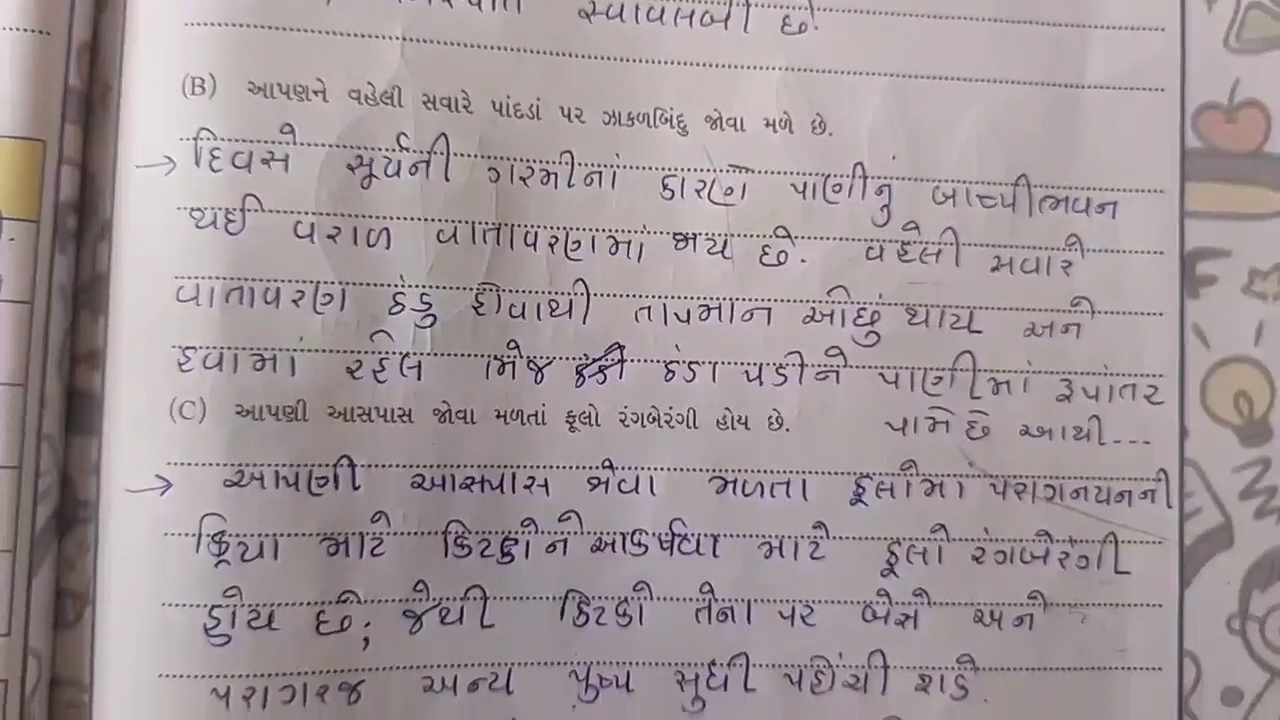 સ્વાવલંબી છે.
(B) આપણને વહેલી સવારે પાંદડાં પર ઝાકળબિંદુ જોવા મળે છે.
→ દિવસે સૂર્યની ગરમીનાં કારણે પાણીનું બાષ્પીભવન
થઈ વરાળ વાતાવરણમાં જાય છે. વહેલી સવારે
વાતાવરણ ઠંડુ હોવાથી તાપમાન ઓછું થાય અને
હવામાં રહેલ ભેજ ઠંડા પડીને પાણીમાં રૂપાંતર
(C) આપણી આસપાસ જોવા મળતાં ફૂલો રંગબેરંગી હોય છે. પામે છે આથી---
→ આપણી આસપાસ જોવા મળતા ફૂલોમાં પરાગનયનની
ક્રિયા માટે કિટકોને આકર્ષવા માટે ફૂલો રંગબેરંગી
હોય છે; જેથી કિટકો તેના પર બેસે અને
પરાગરજ અન્ય પુષ્પ સુધી પહોંચી શકે.